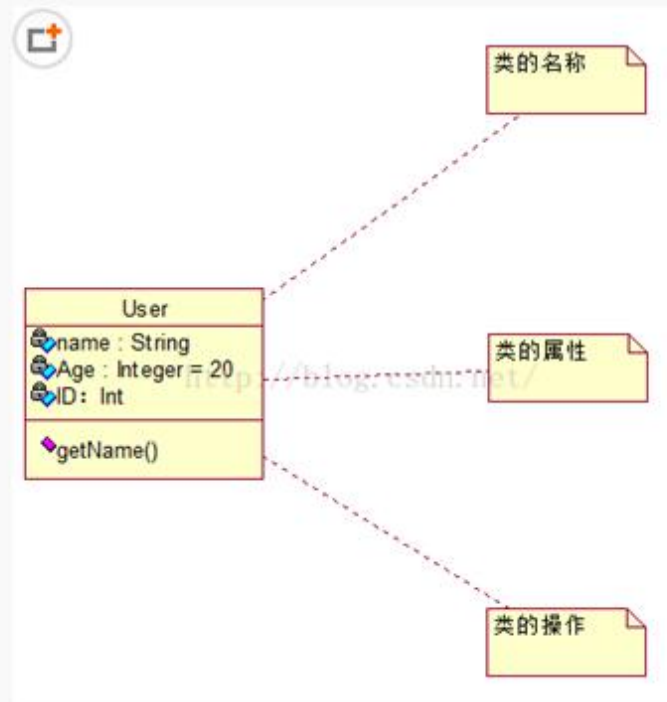 类的名称
User
name : String
Age : Integer = 20
ID： Int
getName()
类的属性
http://blog.csdn.net/
类的操作